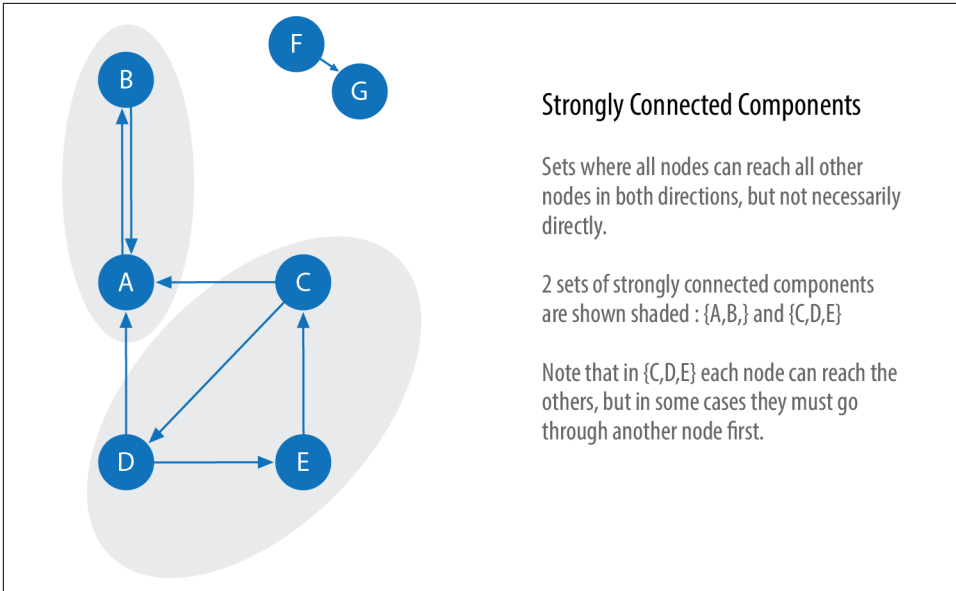 B
F
G
A
C
D
E
Strongly Connected Components
Sets where all nodes can reach all other
nodes in both directions, but not necessarily
directly.
2 sets of strongly connected components
are shown shaded : {A,B,} and {C,D,E}
Note that in {C,D,E} each node can reach the
others, but in some cases they must go
through another node first.